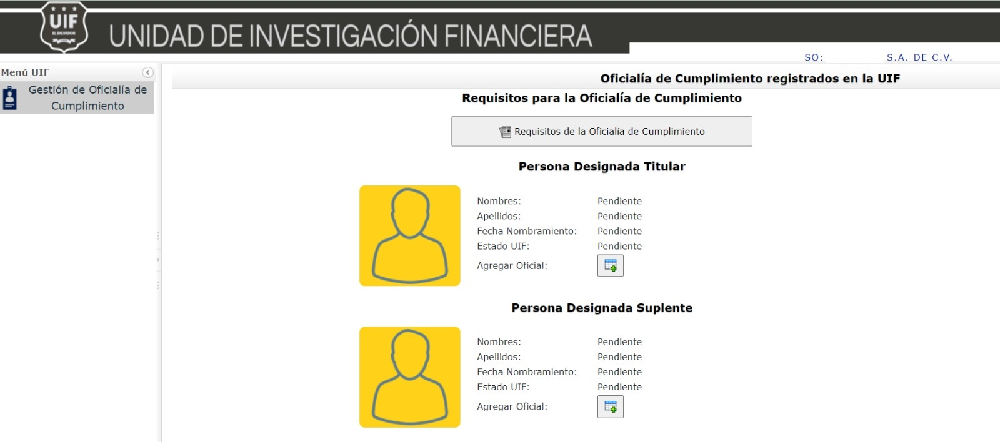 UIF
EL SALVADOR
UNIDAD DE INVESTIGACIÓN FINANCIERA
SO: S.A. DE C.V.
Menú UIF
Gestión de Oficialía de
Cumplimiento
Oficialía de Cumplimiento registrados en la UIF
Requisitos para la Oficialía de Cumplimiento
Requisitos de la Oficialía de Cumplimiento
Persona Designada Titular
Nombres: Pendiente
Apellidos: Pendiente
Fecha Nombramiento: Pendiente
Estado UIF: Pendiente
Agregar Oficial:
Persona Designada Suplente
Nombres: Pendiente
Apellidos: Pendiente
Fecha Nombramiento: Pendiente
Estado UIF: Pendiente
Agregar Oficial: